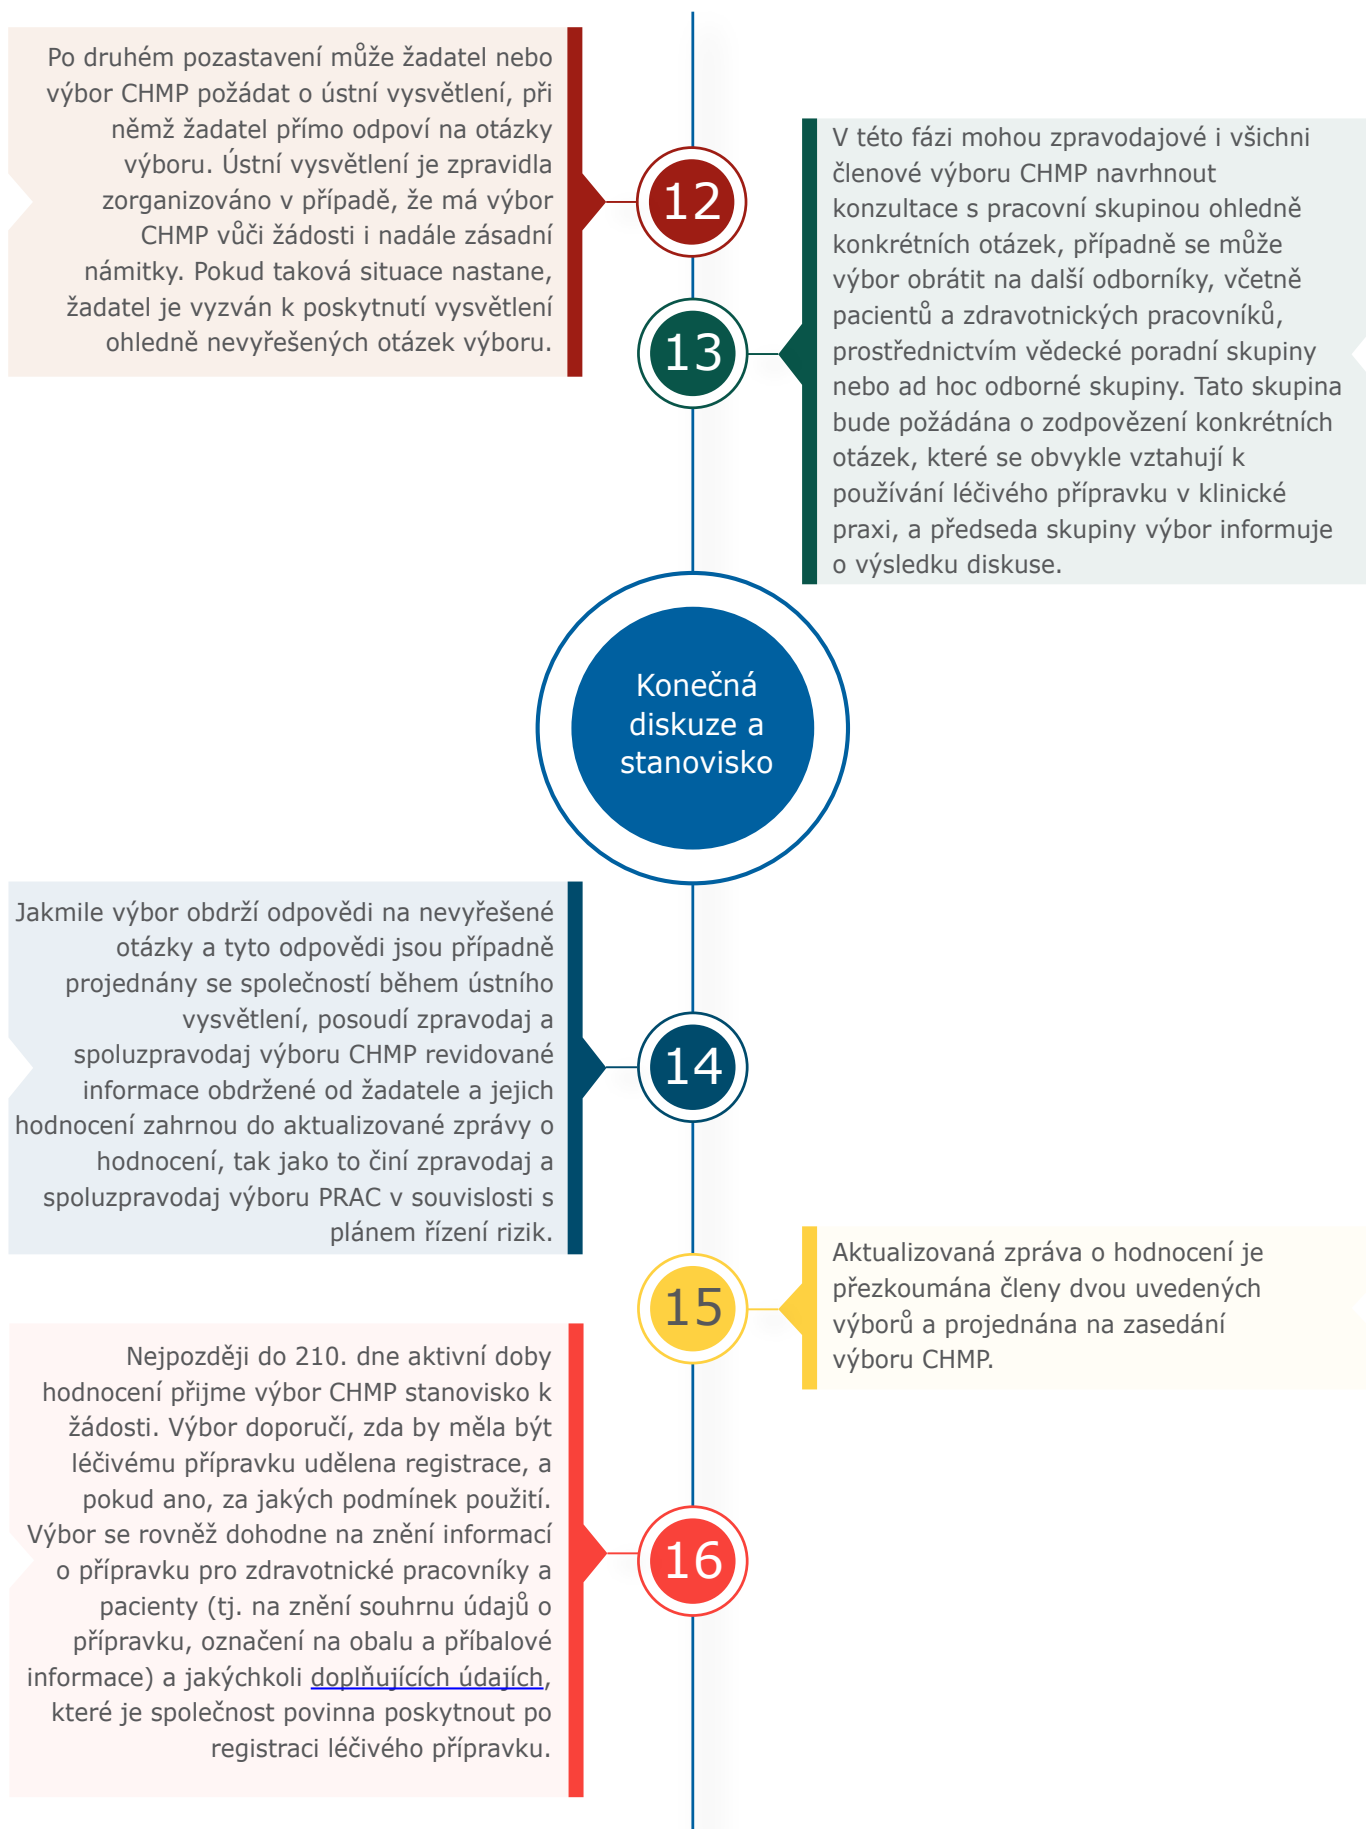 Po druhém pozastavení může žadatel nebo
výbor CHMP požádat o ústní vysvětlení, při
němž žadatel přímo odpoví na otázky
výboru. Ústní vysvětlení je zpravidla
zorganizováno v případě, že má výbor
CHMP vůči žádosti i nadále zásadní
námitky. Pokud taková situace nastane,
žadatel je vyzván k poskytnutí vysvětlení
ohledně nevyřešených otázek výboru.
12
13
V této fázi mohou zpravodajové i všichni
členové výboru CHMP navrhnout
konzultace s pracovní skupinou ohledně
konkrétních otázek, případně se může
výbor obrátit na další odborníky, včetně
pacientů a zdravotnických pracovníků,
prostřednictvím vědecké poradní skupiny
nebo ad hoc odborné skupiny. Tato skupina
bude požádána o zodpovězení konkrétních
otázek, které se obvykle vztahují k
používání léčivého přípravku v klinické
praxi, a předseda skupiny výbor informuje
o výsledku diskuse.
Konečná
diskuze a
stanovisko
Jakmile výbor obdrží odpovědi na nevyřešené
otázky a tyto odpovědi jsou případně
projednány se společností během ústního
vysvětlení, posoudí zpravodaj a
spoluzpravodaj výboru CHMP revidované
informace obdržené od žadatele a jejich
hodnocení zahrnou do aktualizované zprávy o
hodnocení, tak jako to činí zpravodaj a
spoluzpravodaj výboru PRAC v souvislosti s
plánem řízení rizik.
14
15
Aktualizovaná zpráva o hodnocení je
přezkoumána členy dvou uvedených
výborů a projednána na zasedání
výboru CHMP.
Nejpozději do 210. dne aktivní doby
hodnocení přijme výbor CHMP stanovisko k
žádosti. Výbor doporučí, zda by měla být
léčivému přípravku udělena registrace, a
pokud ano, za jakých podmínek použití.
Výbor se rovněž dohodne na znění informací
o přípravku pro zdravotnické pracovníky a
pacienty (tj. na znění souhrnu údajů o
přípravku, označení na obalu a příbalové
informace) a jakýchkoli doplňujících údajích,
které je společnost povinna poskytnout po
registraci léčivého přípravku.
16